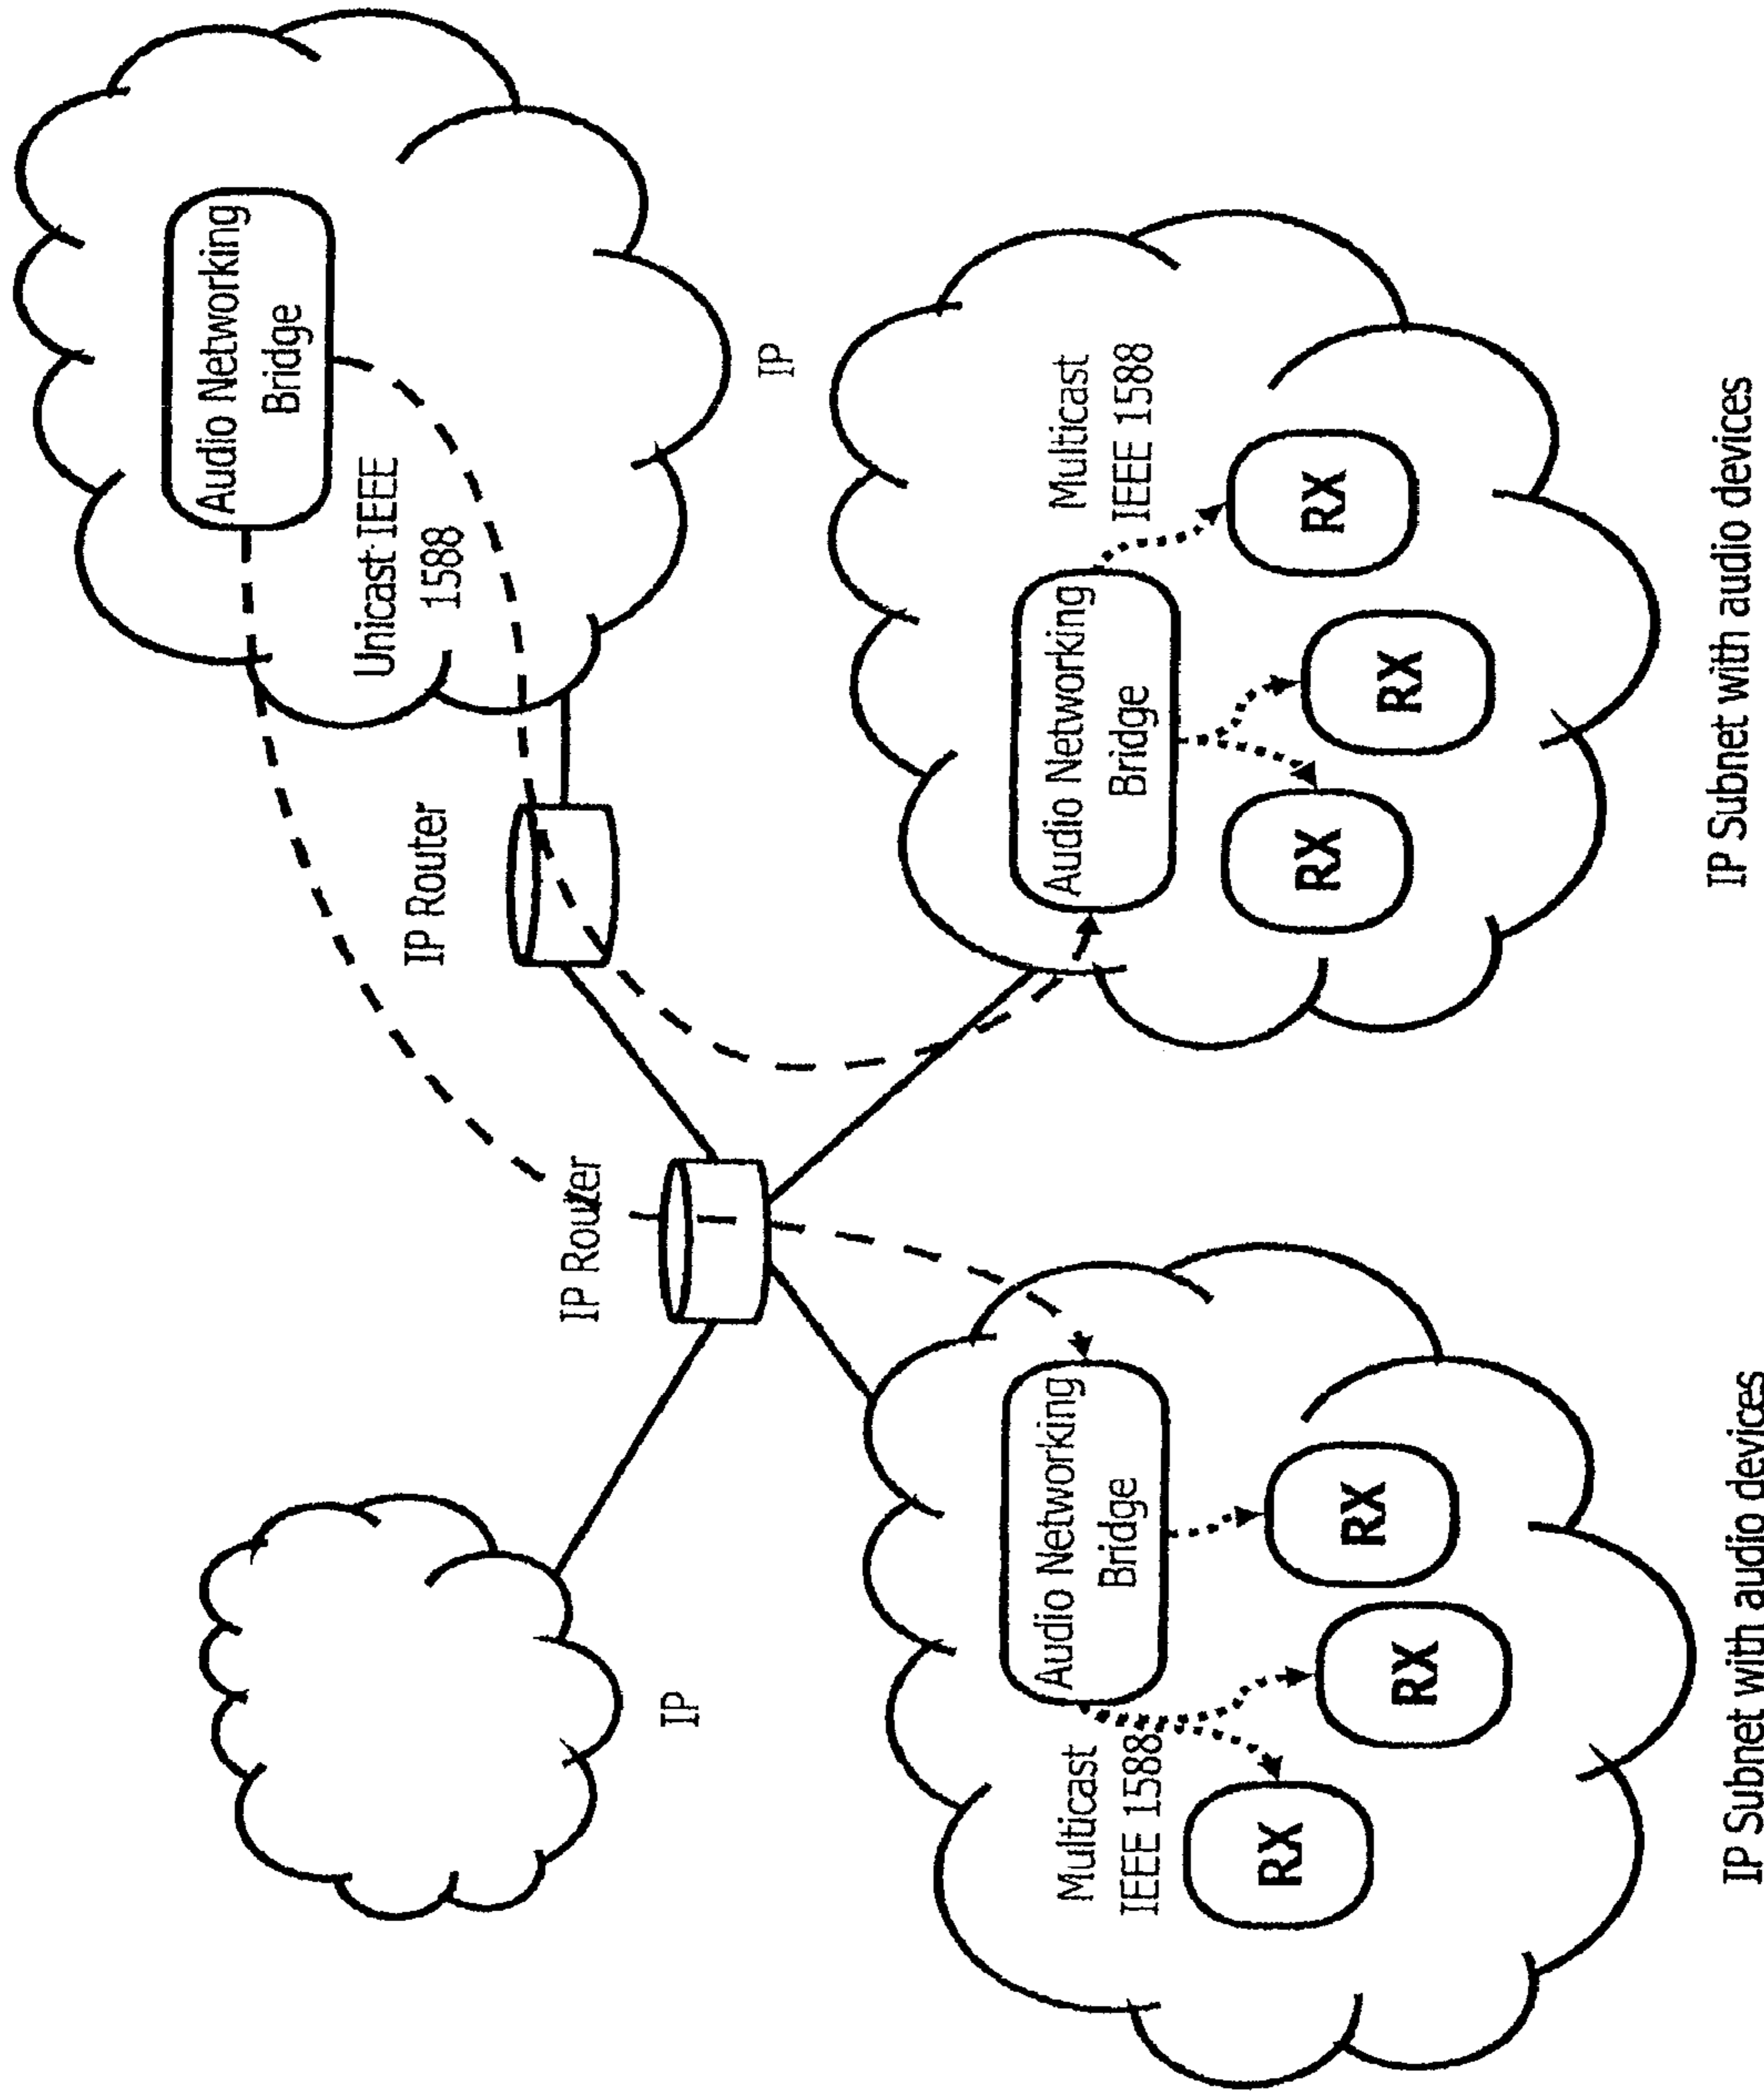 Audio Networking
Bridge
Unicast IEEE
1588
IP
IP Router
IP Router
IP
Audio Networking
Bridge
Multicast
IEEE 1588
RX
RX
RX
IP Subnet with audio devices
Audio Networking
Bridge
Multicast
IEEE 1588
RX
RX
RX
IP Subnet with audio devices